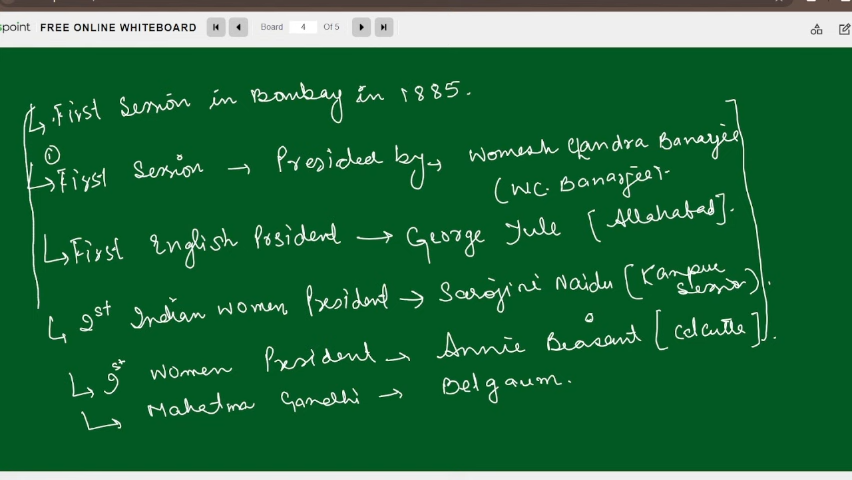 spoint FREE ONLINE WHITEBOARD Board 4 Of 5
First Session in Bombay in 1885.
① First Session → Presided by → Womesh Chandra Banarjee
(W.C. Banarjee).
First English President → George Yule [Allahabad].
1st Indian women President → Sarojini Naidu [Kanpur Session].
1st women President → Annie Beasant [Calcutta].
Mahatma Gandhi → Belgaum.